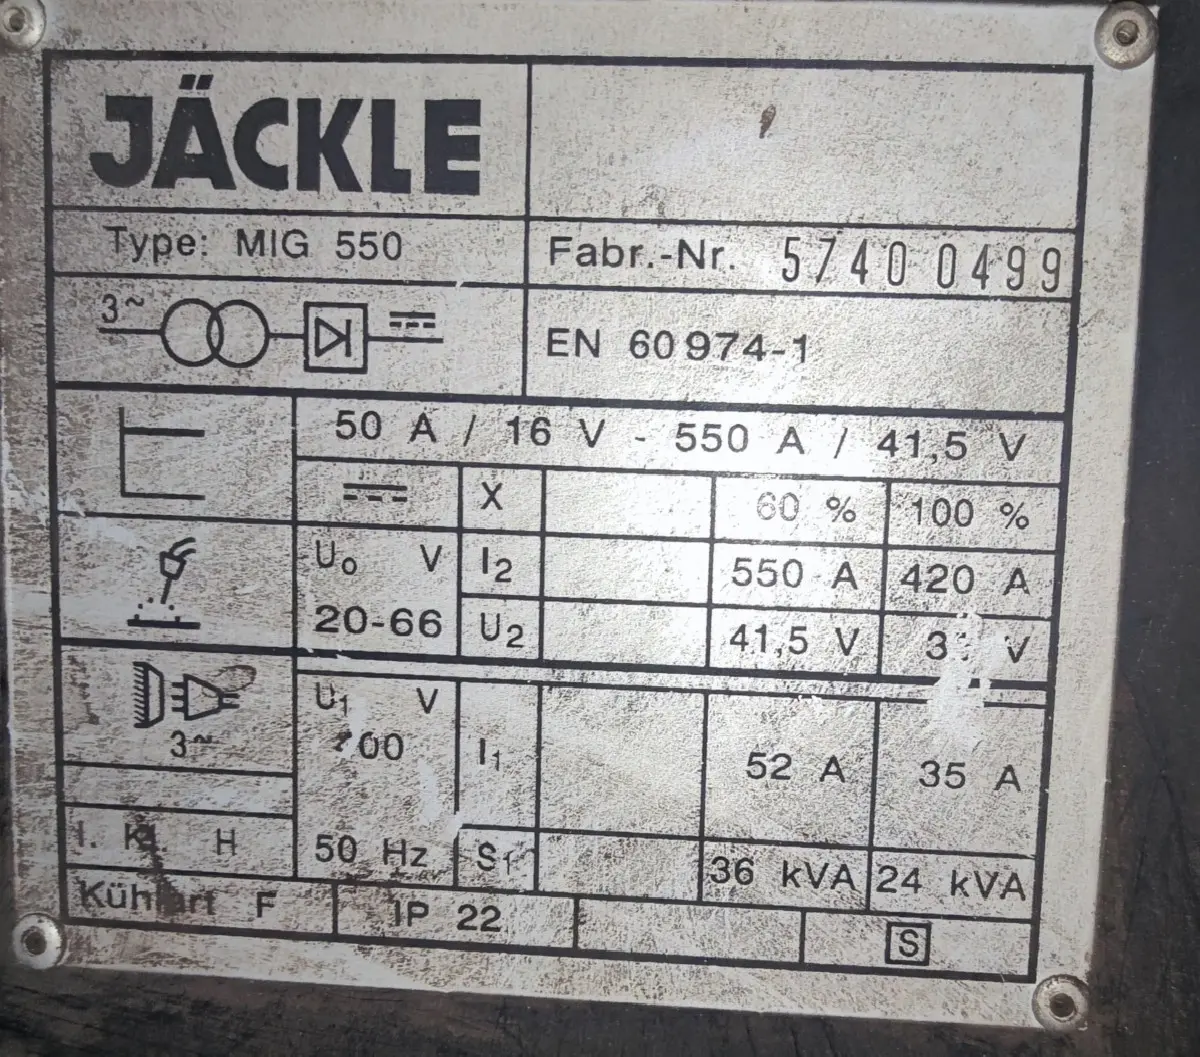 JÄCKLE
Type: MIG 550
Fabr.-Nr. 5740 0499
3~
EN 60974-1
50 A / 16 V - 550 A / 41,5 V
X 60 % 100 %
U0 V I2 550 A 420 A
20-66 U2 41,5 V V
U1 V
3~ I1 52 A 35 A
I. Kl. H 50 Hz S1 36 kVA 24 kVA
Kühlart F IP 22 S